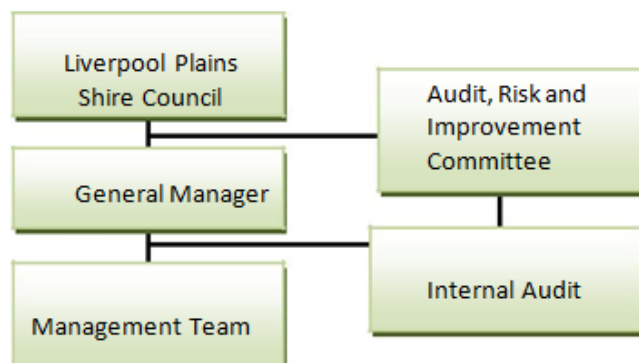 Liverpool Plains
Shire Council
Audit, Risk and
Improvement
Committee
General Manager
Internal Audit
Management Team